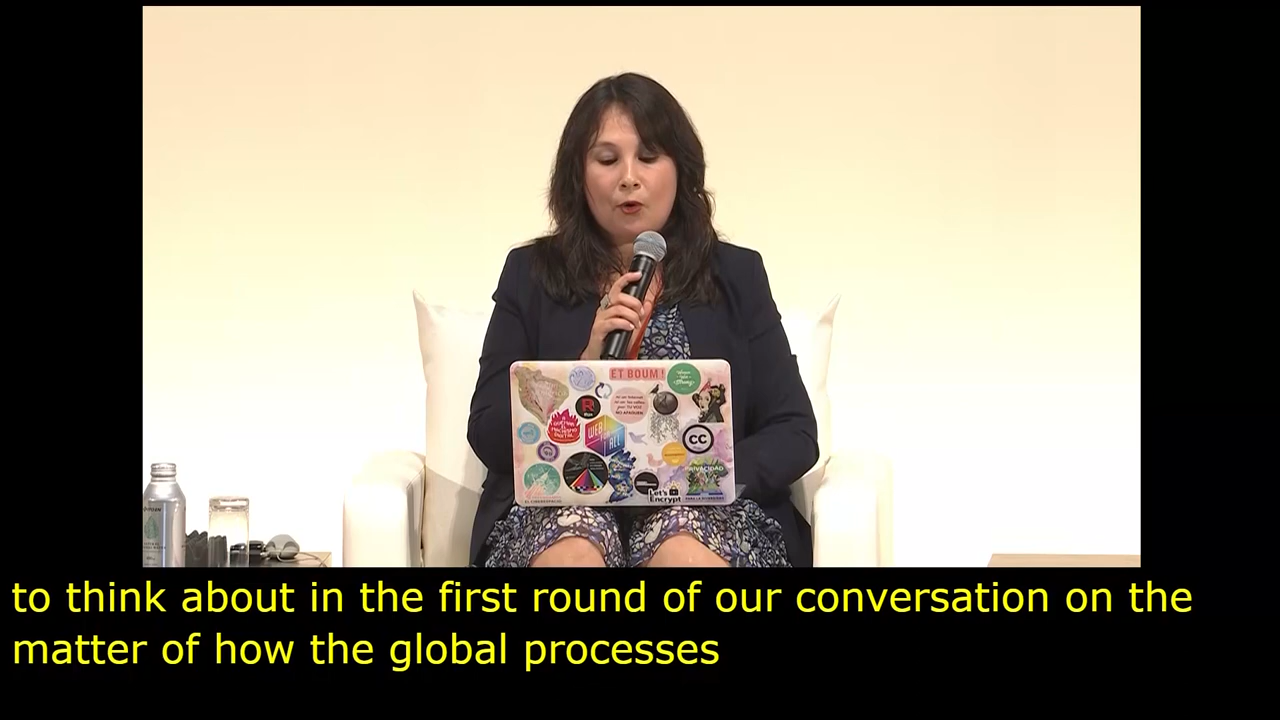 ET BOUM!
WEB
ALL
CC
PRIVACIDAD
Let's
Encrypt
to think about in the first round of our conversation on the
matter of how the global processes